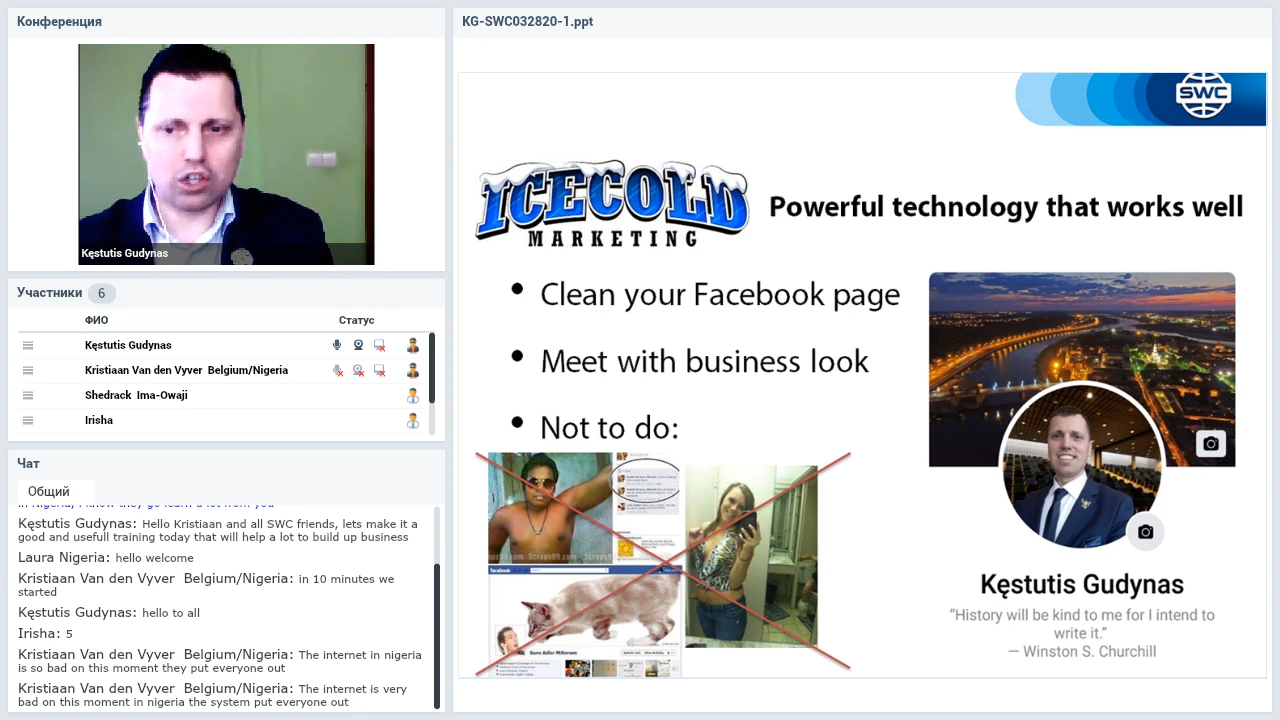 Конференция
Kęstutis Gudynas
Участники 6
ФИО Статус
Kęstutis Gudynas
Kristiaan Van den Vyver Belgium/Nigeria
Shedrack Ima-Owaji
Irisha
Чат
Общий
Kęstutis Gudynas: Hello Kristiaan and all SWC friends, lets make it a
good and usefull training today that will help a lot to build up business
Laura Nigeria: hello welcome
Kristiaan Van den Vyver Belgium/Nigeria: in 10 minutes we
started
Kęstutis Gudynas: hello to all
Irisha: 5
Kristiaan Van den Vyver Belgium/Nigeria: The internet in nigeria
is so bad on this moment they put everyone out
Kristiaan Van den Vyver Belgium/Nigeria: The internet is very
bad on this moment in nigeria the system put everyone out
KG-SWC032820-1.ppt
SWC
ICECOLD
MARKETING
Powerful technology that works well
Clean your Facebook page
Meet with business look
Not to do:
facebook
Sune Adler Miltersen
Kęstutis Gudynas
“History will be kind to me for I intend to
write it.”
— Winston S. Churchill